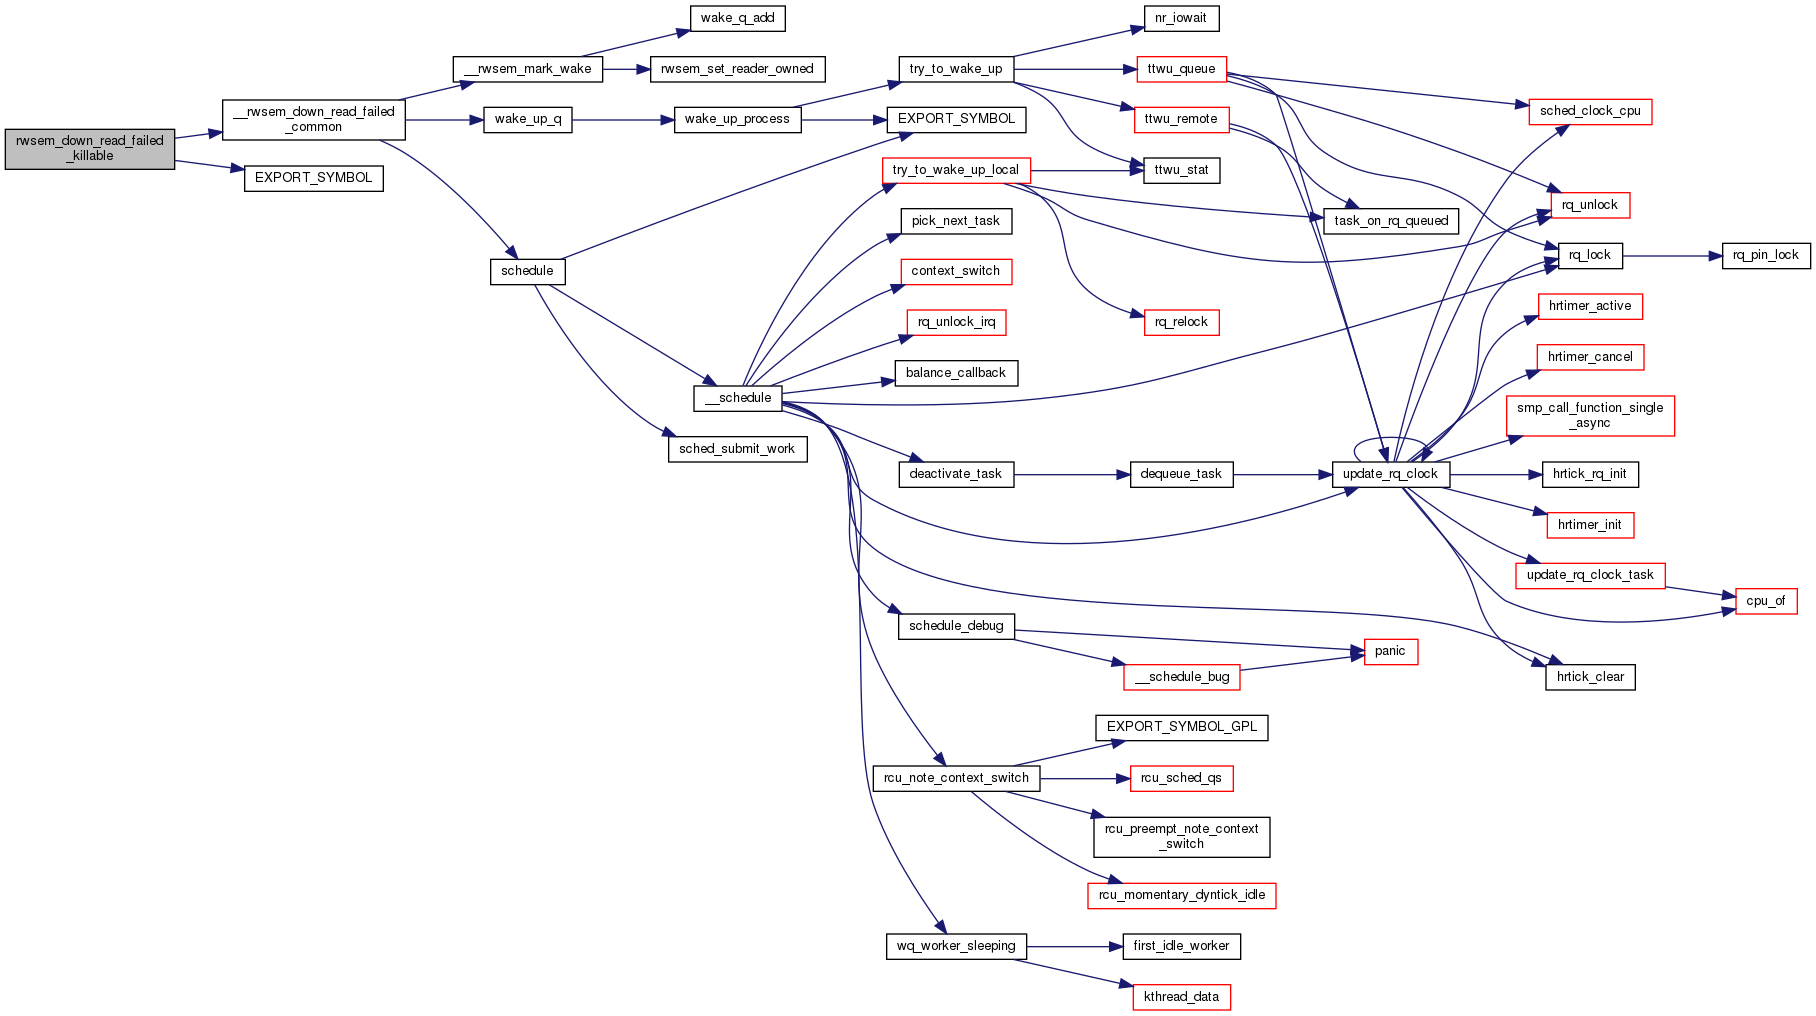 rwsem_down_read_failed
_killable
__rwsem_down_read_failed
_common
EXPORT_SYMBOL
__rwsem_mark_wake
wake_up_q
schedule
wake_q_add
rwsem_set_reader_owned
wake_up_process
__schedule
sched_submit_work
try_to_wake_up
EXPORT_SYMBOL
try_to_wake_up_local
pick_next_task
context_switch
rq_unlock_irq
balance_callback
deactivate_task
schedule_debug
rcu_note_context_switch
wq_worker_sleeping
nr_iowait
ttwu_queue
ttwu_remote
ttwu_stat
rq_relock
dequeue_task
__schedule_bug
EXPORT_SYMBOL_GPL
rcu_sched_qs
rcu_preempt_note_context
_switch
rcu_momentary_dyntick_idle
first_idle_worker
kthread_data
task_on_rq_queued
update_rq_clock
panic
sched_clock_cpu
rq_unlock
rq_lock
hrtimer_active
hrtimer_cancel
smp_call_function_single
_async
hrtick_rq_init
hrtimer_init
update_rq_clock_task
hrtick_clear
rq_pin_lock
cpu_of